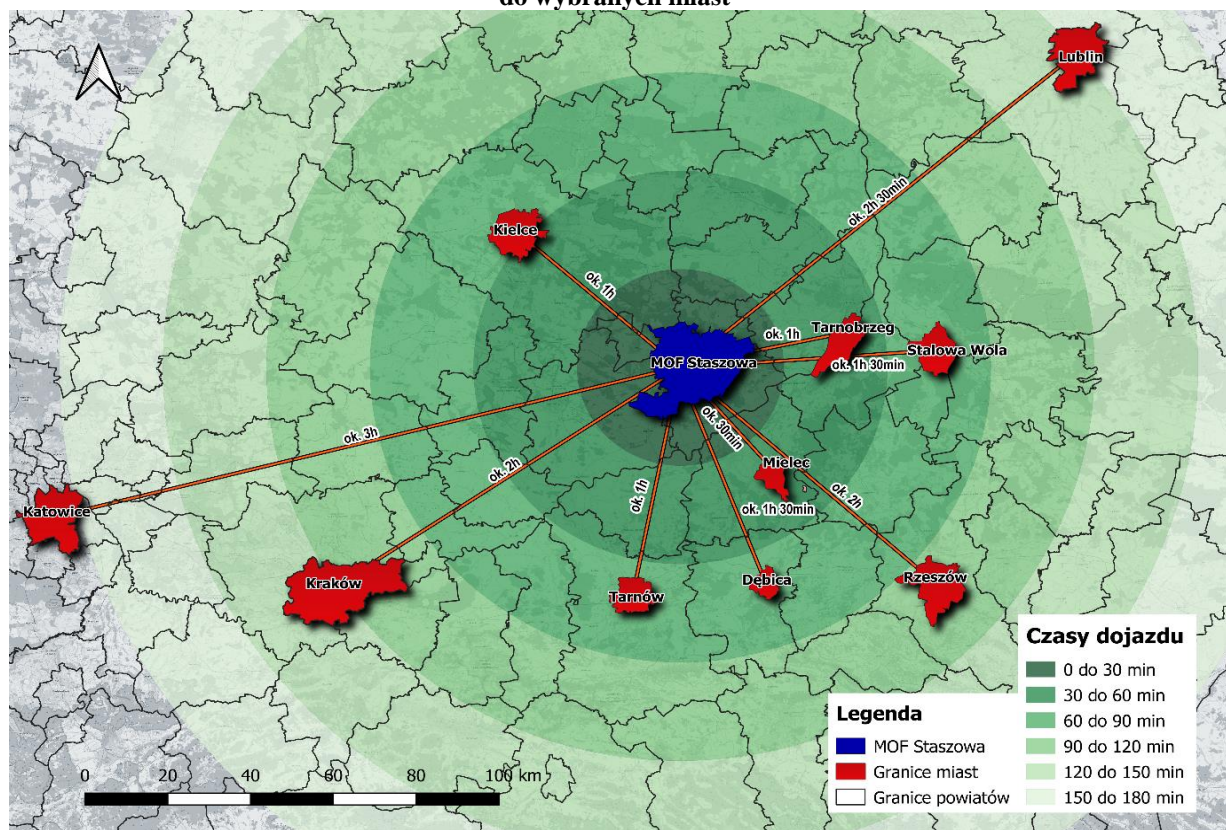 do wybranych miast
Lublin
ok. 2h 30min
Kielce
ok. 1h
Tarnobrzeg
ok. 1h
MOF Staszowa
Stalowa Wola
ok. 1h 30min
ok. 30min
ok. 3h
ok. 2h
Mielec
ok. 1h
ok. 2h
ok. 1h 30min
Katowice
Kraków
Tarnów
Dębica
Rzeszów
Czasy dojazdu
0 do 30 min
30 do 60 min
60 do 90 min
90 do 120 min
120 do 150 min
150 do 180 min
Legenda
MOF Staszowa
Granice miast
Granice powiatów
0 20 40 60 80 100 km